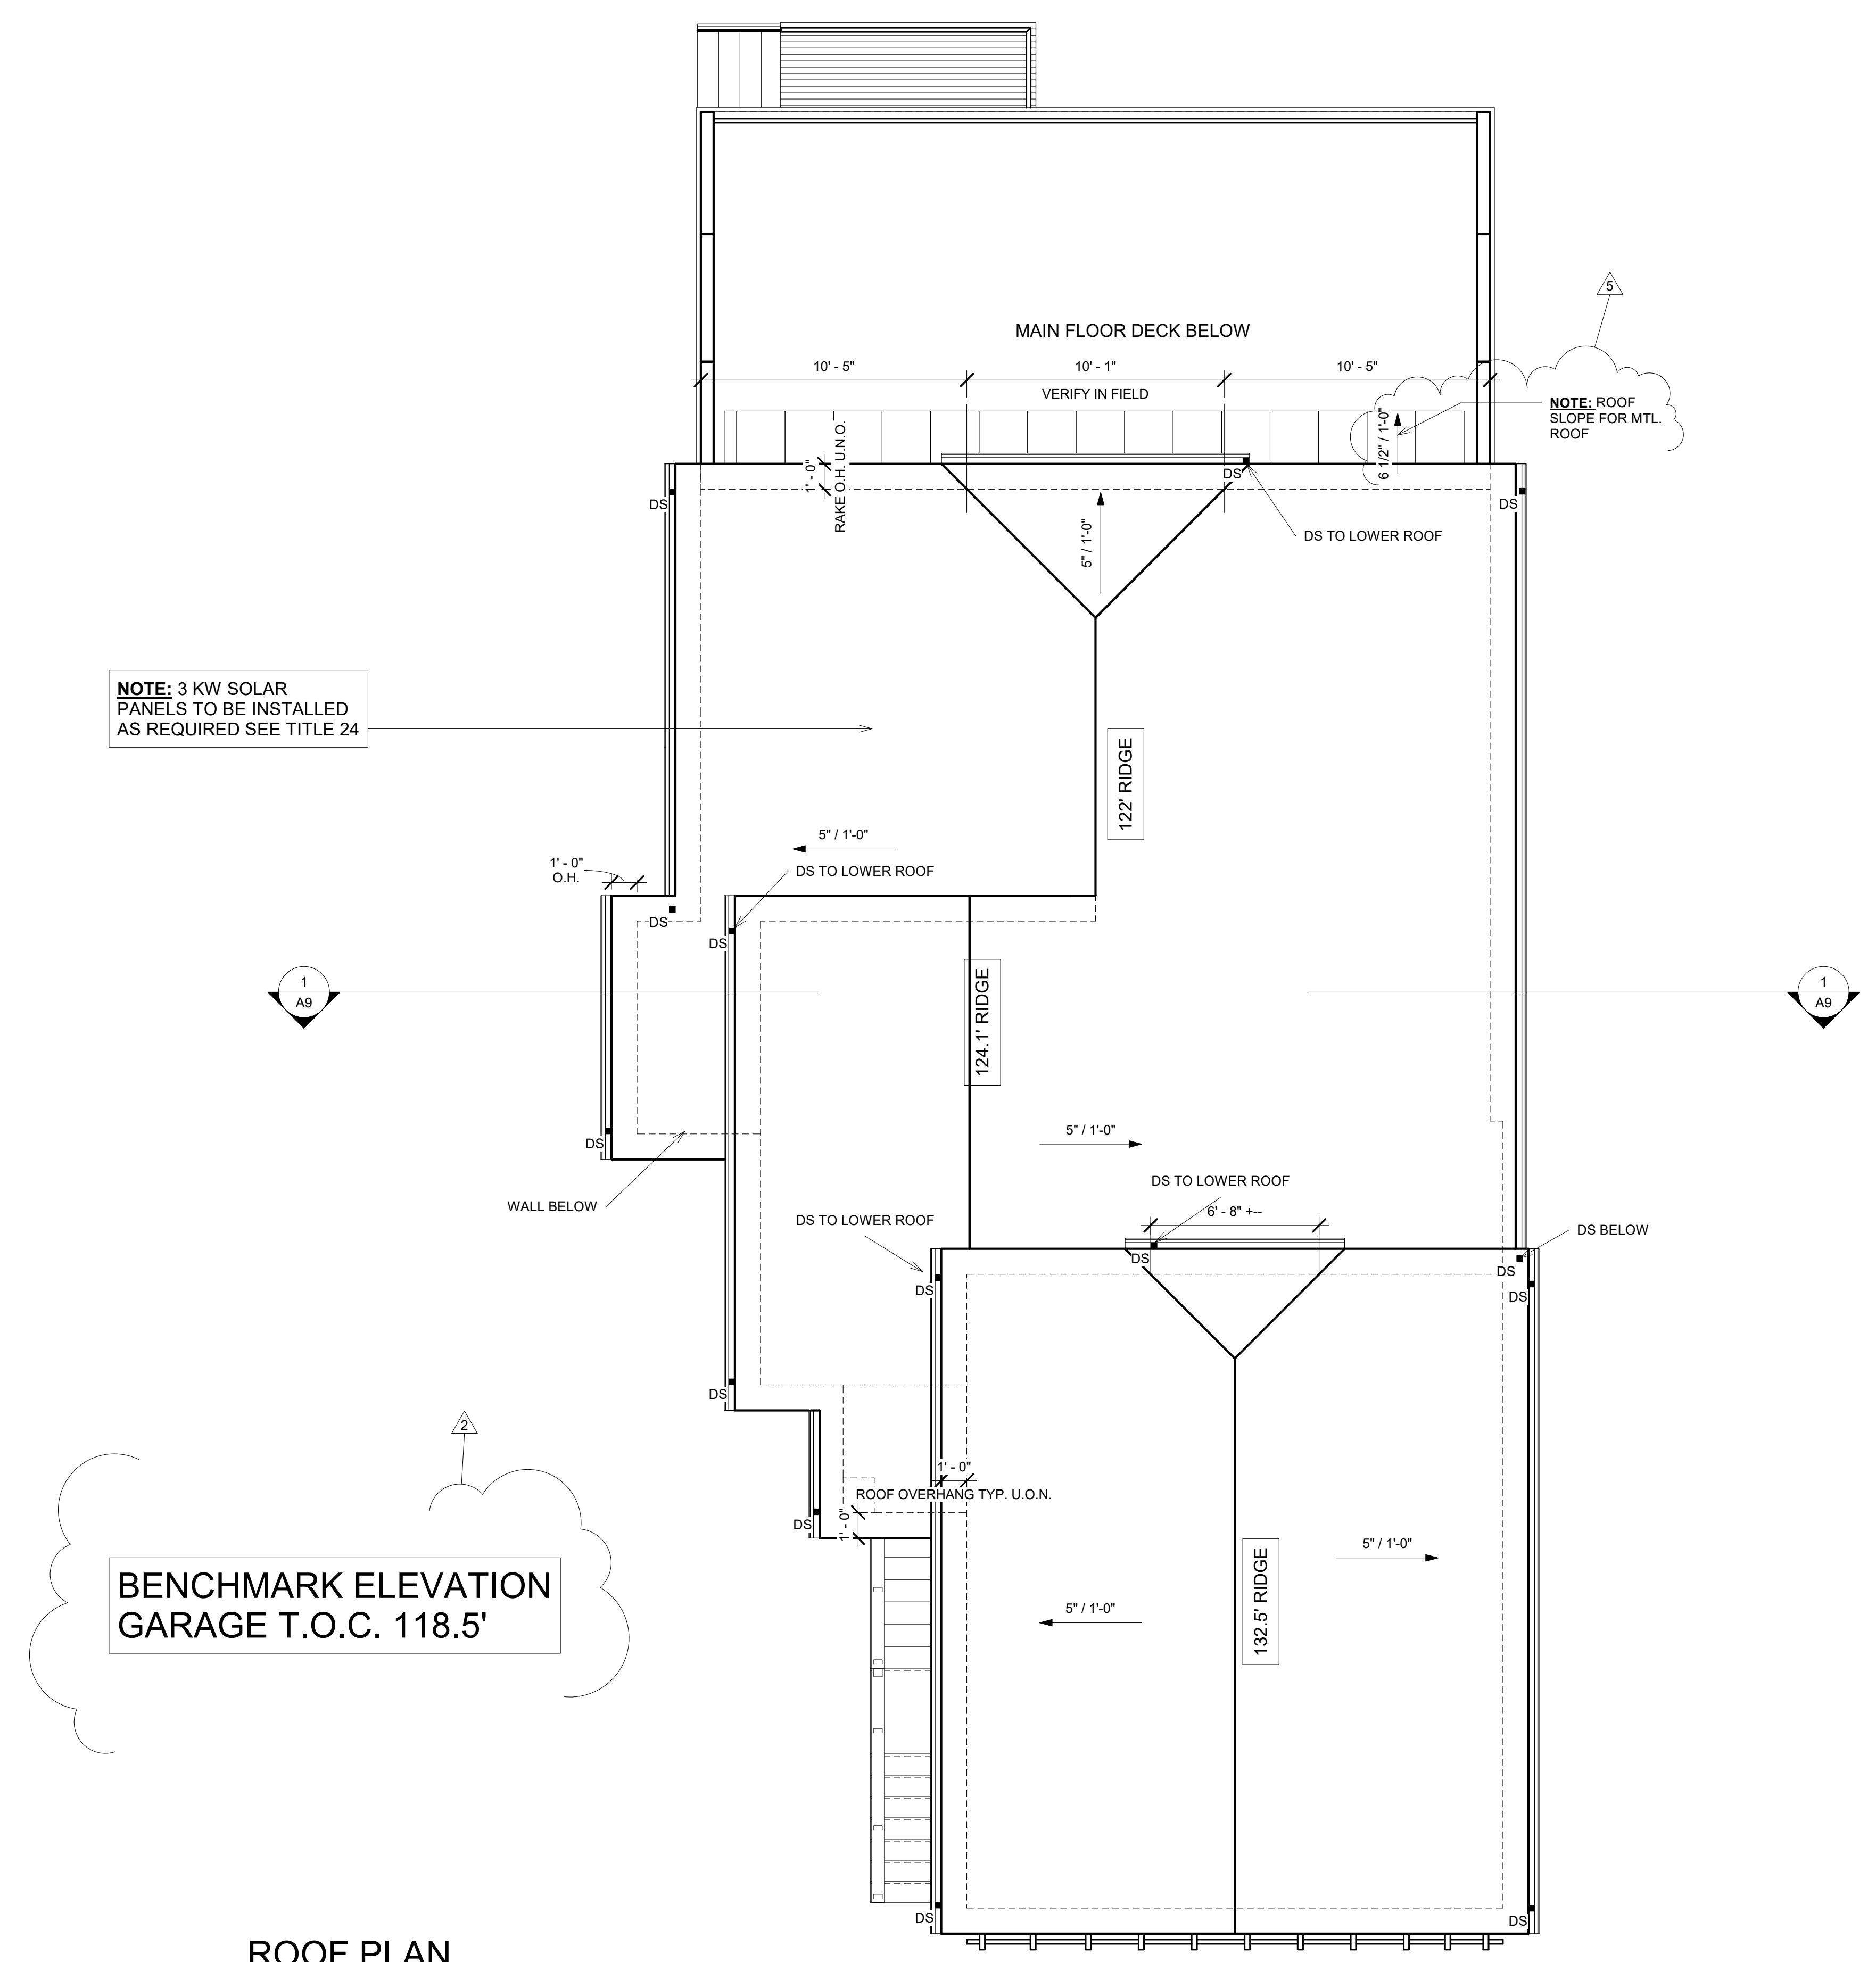 MAIN FLOOR DECK BELOW
5
10' - 5"
10' - 1"
10' - 5"
VERIFY IN FIELD
NOTE: ROOF
SLOPE FOR MTL.
ROOF
6 1/2" / 1'-0"
1' - 0"
RAKE O.H. U.N.O.
DS
DS
DS
DS TO LOWER ROOF
5" / 1'-0"
NOTE: 3 KW SOLAR
PANELS TO BE INSTALLED
AS REQUIRED SEE TITLE 24
122' RIDGE
5" / 1'-0"
1' - 0"
O.H.
DS TO LOWER ROOF
DS
DS
1
A9
124.1' RIDGE
1
A9
DS
5" / 1'-0"
WALL BELOW
DS TO LOWER ROOF
6' - 8" +--
DS TO LOWER ROOF
DS BELOW
DS
DS
DS
DS
DS
2
1' - 0"
ROOF OVERHANG TYP. U.O.N.
DS
1' - 0"
5" / 1'-0"
132.5' RIDGE
5" / 1'-0"
BENCHMARK ELEVATION
GARAGE T.O.C. 118.5'
DS
DS
ROOF PLAN